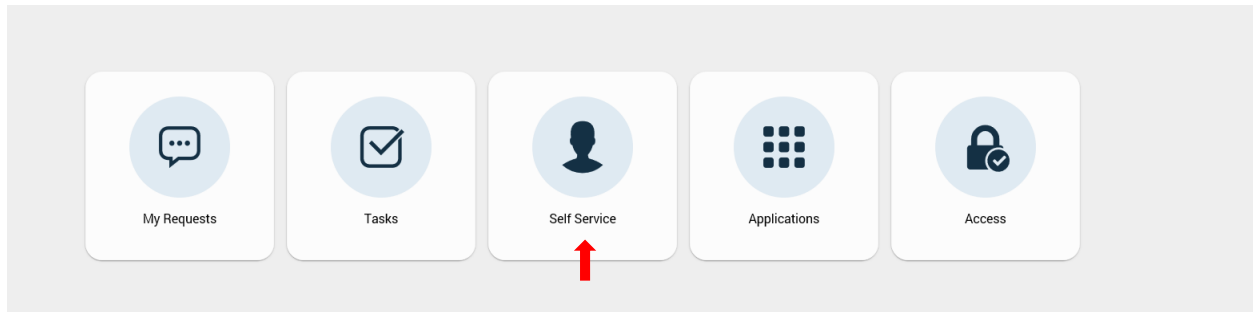 My Requests
Tasks
Self Service
Applications
Access